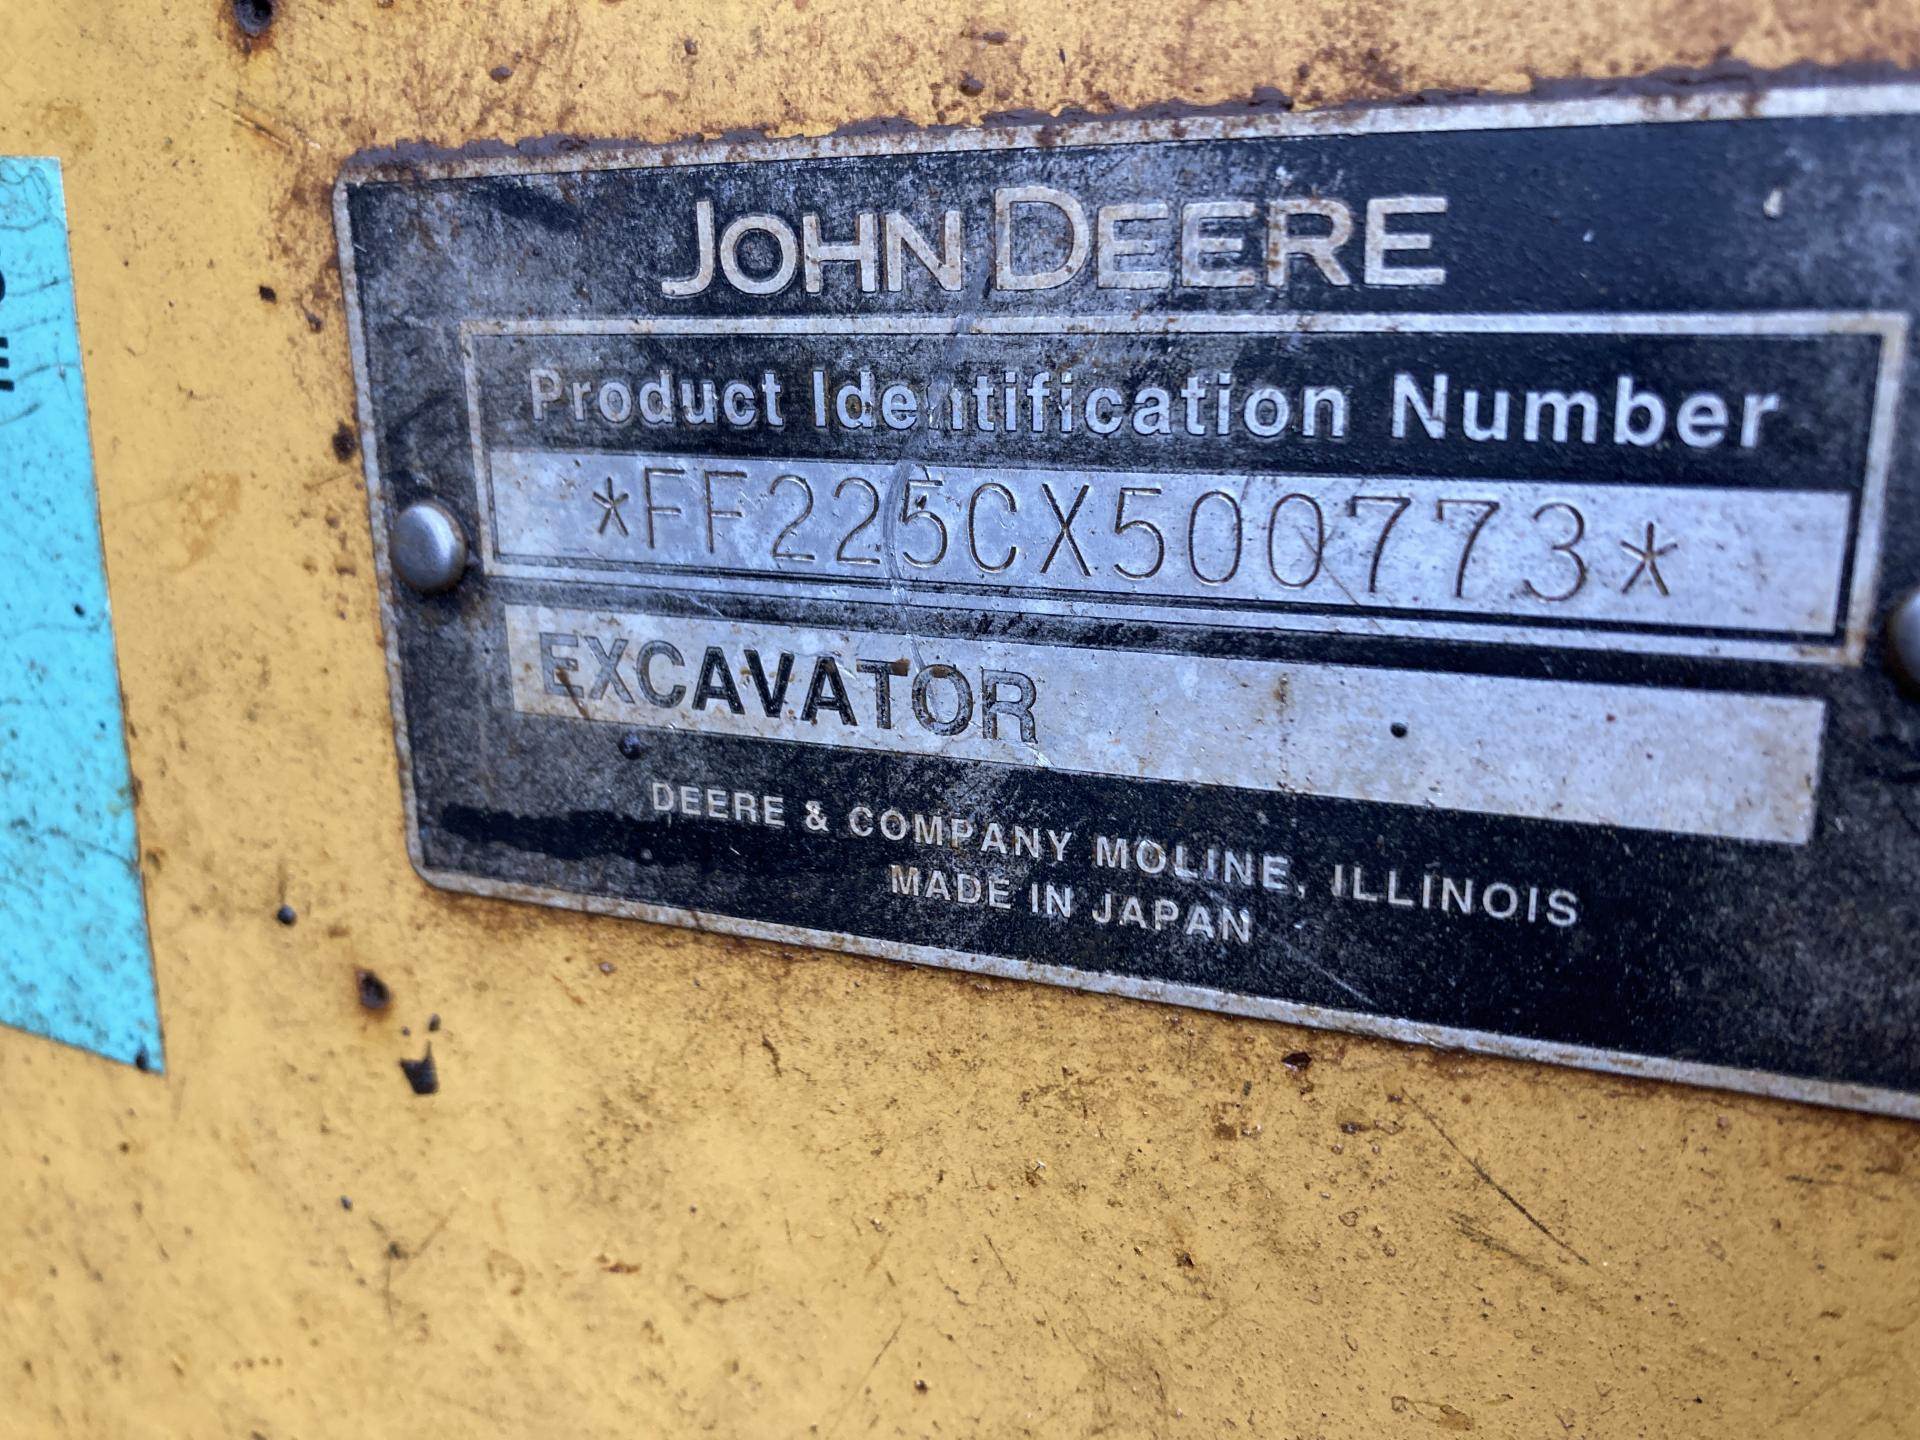 JOHN DEERE
Product Identification Number
*FF225CX500773*
EXCAVATOR
DEERE & COMPANY MOLINE, ILLINOIS
MADE IN JAPAN